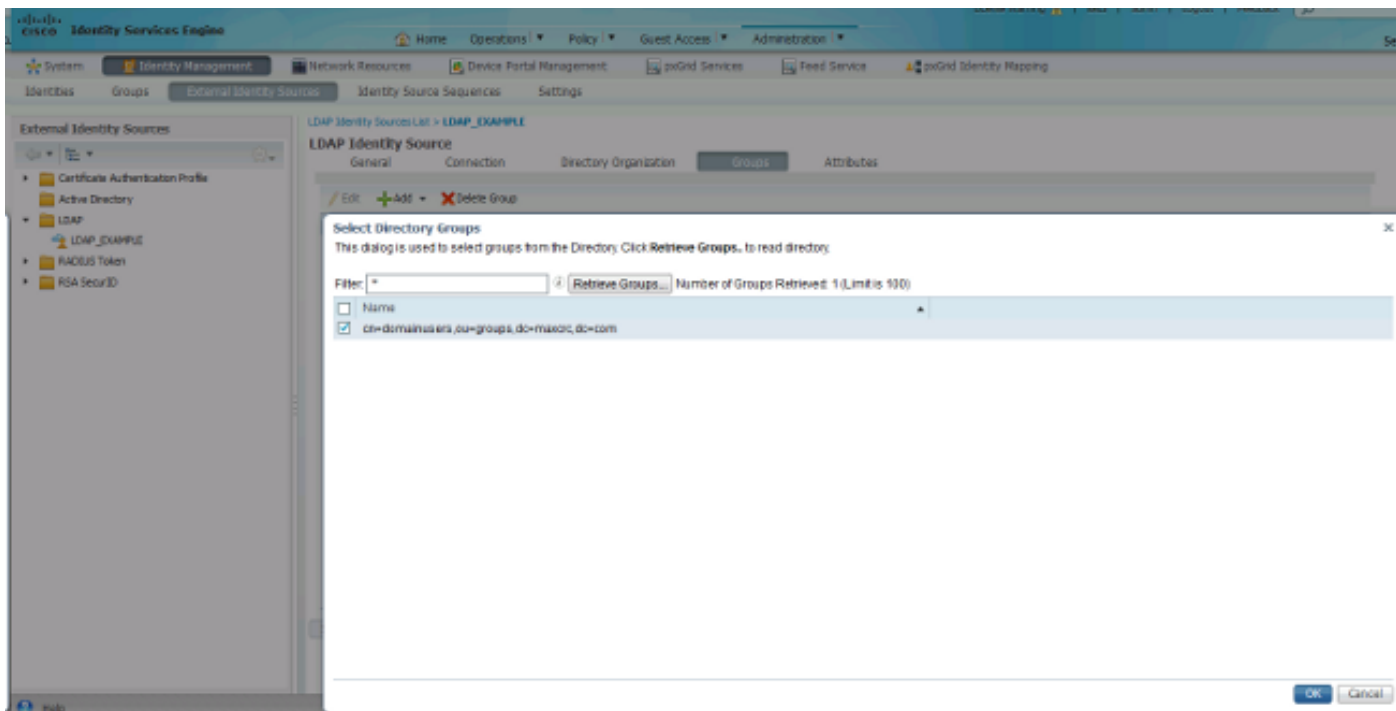 cisco Identity Services Engine
Home Operations Policy Guest Access Administration
System Identity Management Network Resources Device Portal Management pxGrid Services Feed Service pxGrid Identity Mapping
Identities Groups External Identity Sources Identity Source Sequences Settings
External Identity Sources
Certificate Authentication Profile
Active Directory
LDAP
LDAP_EXAMPLE
RADIUS Token
RSA SecurID
LDAP Identity Sources List > LDAP_EXAMPLE
LDAP Identity Source
General Connection Directory Organization Groups Attributes
Edit Add Delete Group
Select Directory Groups
This dialog is used to select groups from the Directory. Click Retrieve Groups.. to read directory.
Filter: * Retrieve Groups... Number of Groups Retrieved: 1 (Limit is 100)
Name
cn=domainusers,ou=groups,dc=maxcrc,dc=com
OK Cancel
Help